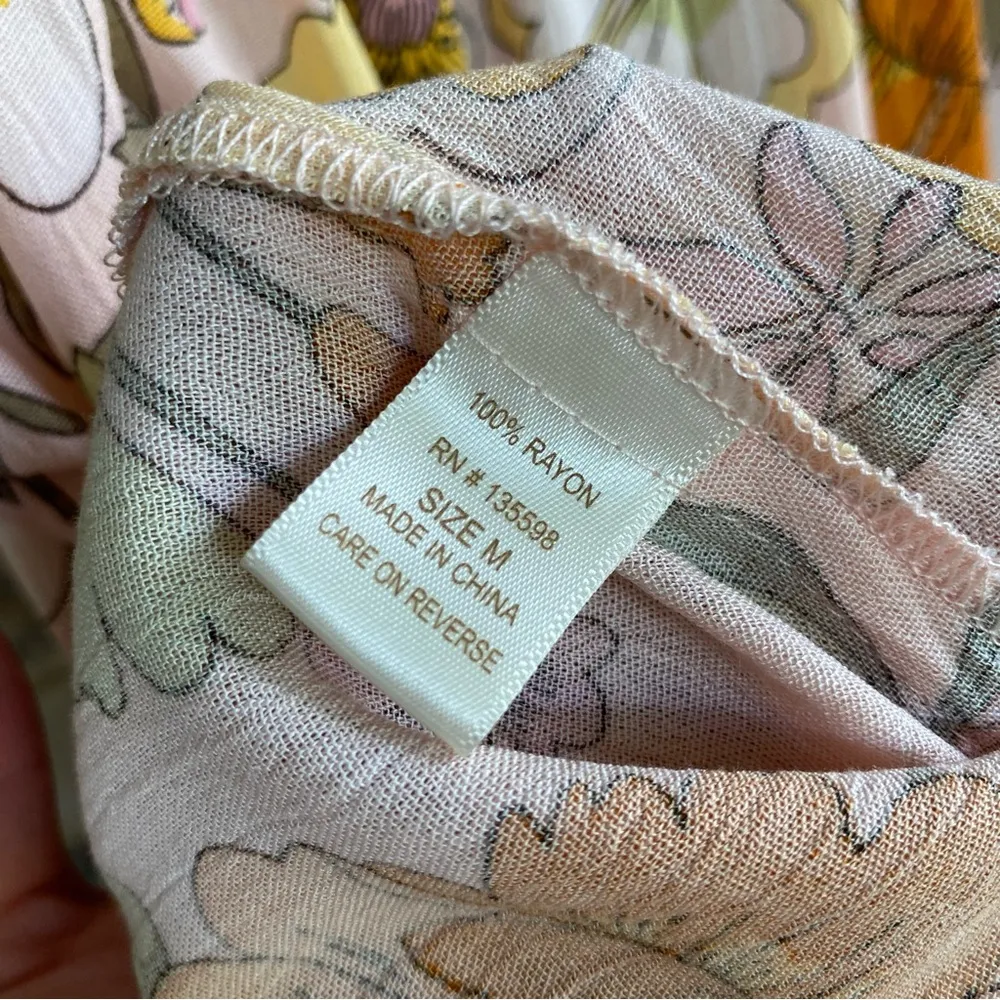 100% RAYON
RN # 135598
SIZE M
MADE IN CHINA
CARE ON REVERSE